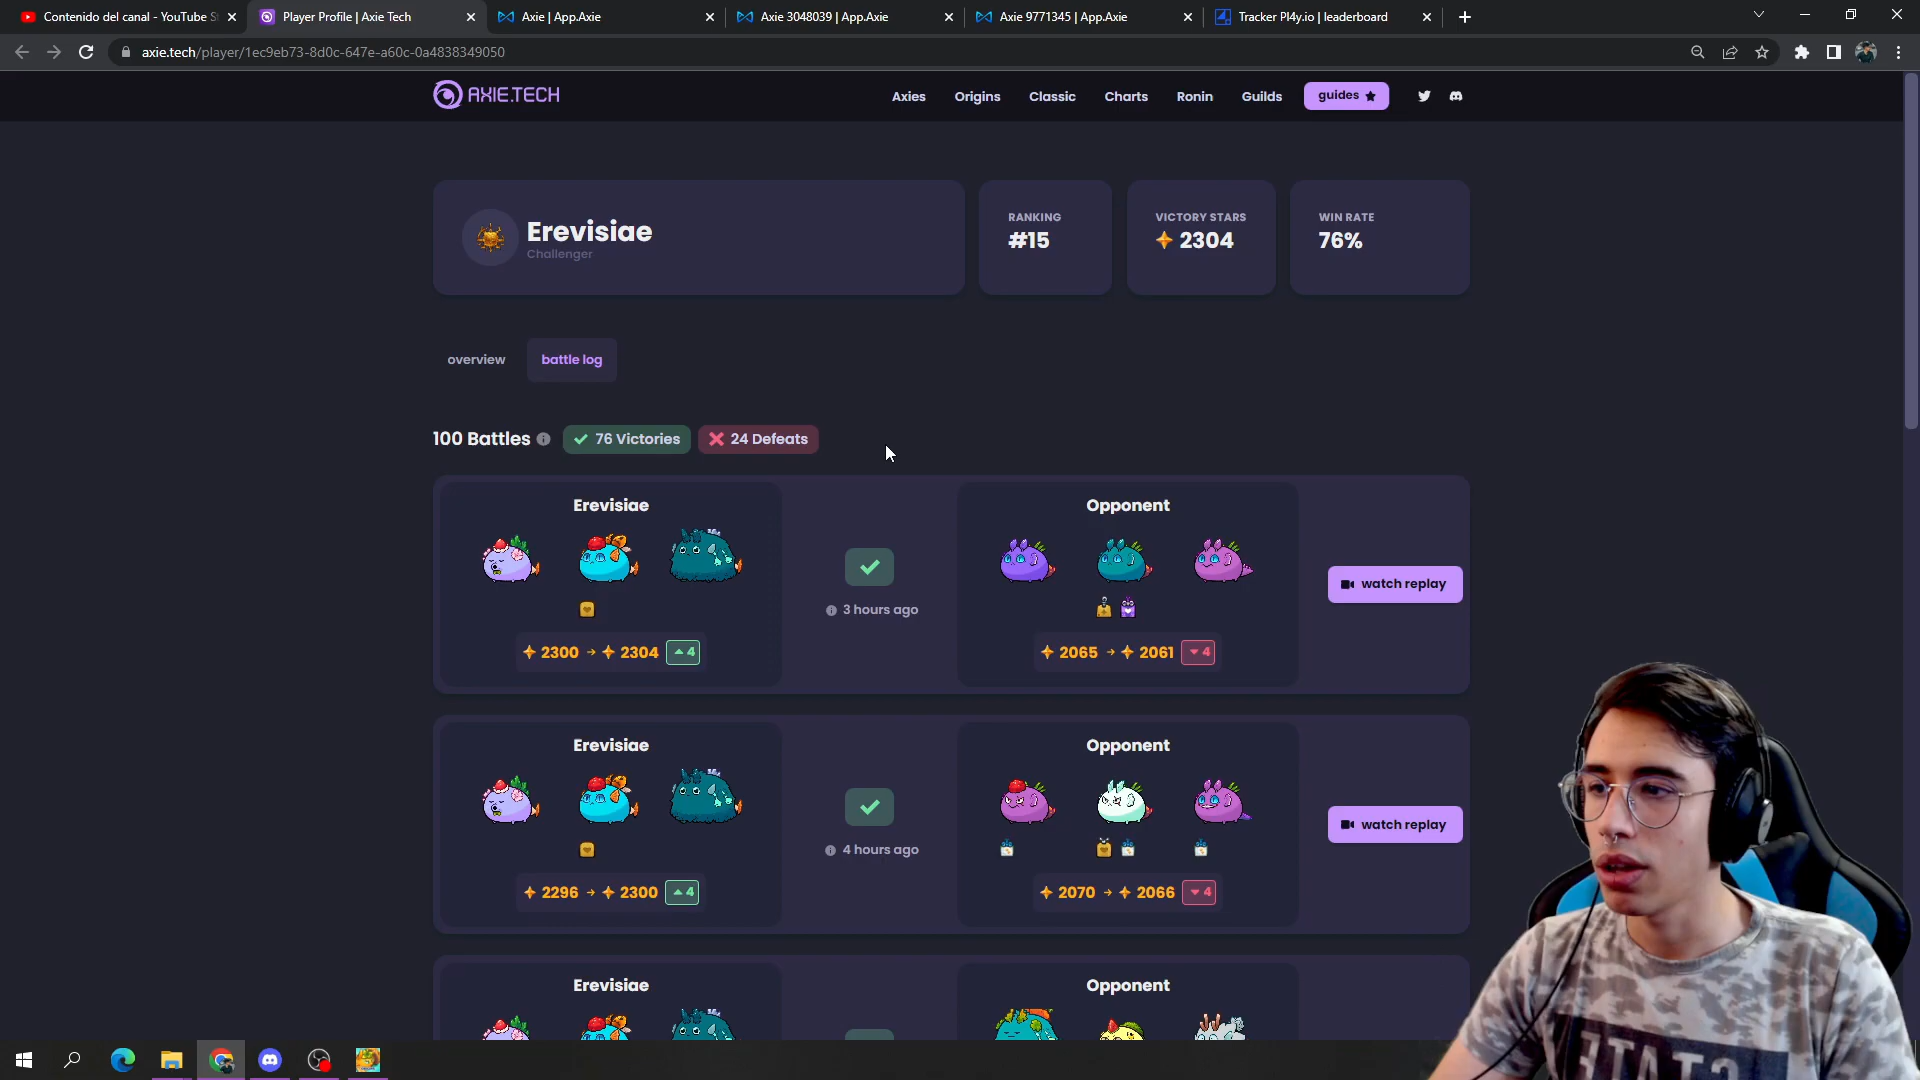 Contenido del canal - YouTube S
Player Profile | Axie Tech
Axie | App.Axie
Axie 3048039 | App.Axie
Axie 9771345 | App.Axie
Tracker Pl4y.io | leaderboard
axie.tech/player/1ec9eb73-8d0c-647e-a60c-0a4838349050
AXIE.TECH
Axies
Origins
Classic
Charts
Ronin
Guilds
guides
Erevisiae
Challenger
RANKING
#15
VICTORY STARS
2304
WIN RATE
76%
overview
battle log
100 Battles
76 Victories
24 Defeats
Erevisiae
2300 → 2304 4
3 hours ago
Opponent
2065 → 2061 4
watch replay
Erevisiae
2296 → 2300 4
4 hours ago
Opponent
2070 → 2066 4
watch replay
Erevisiae
Opponent